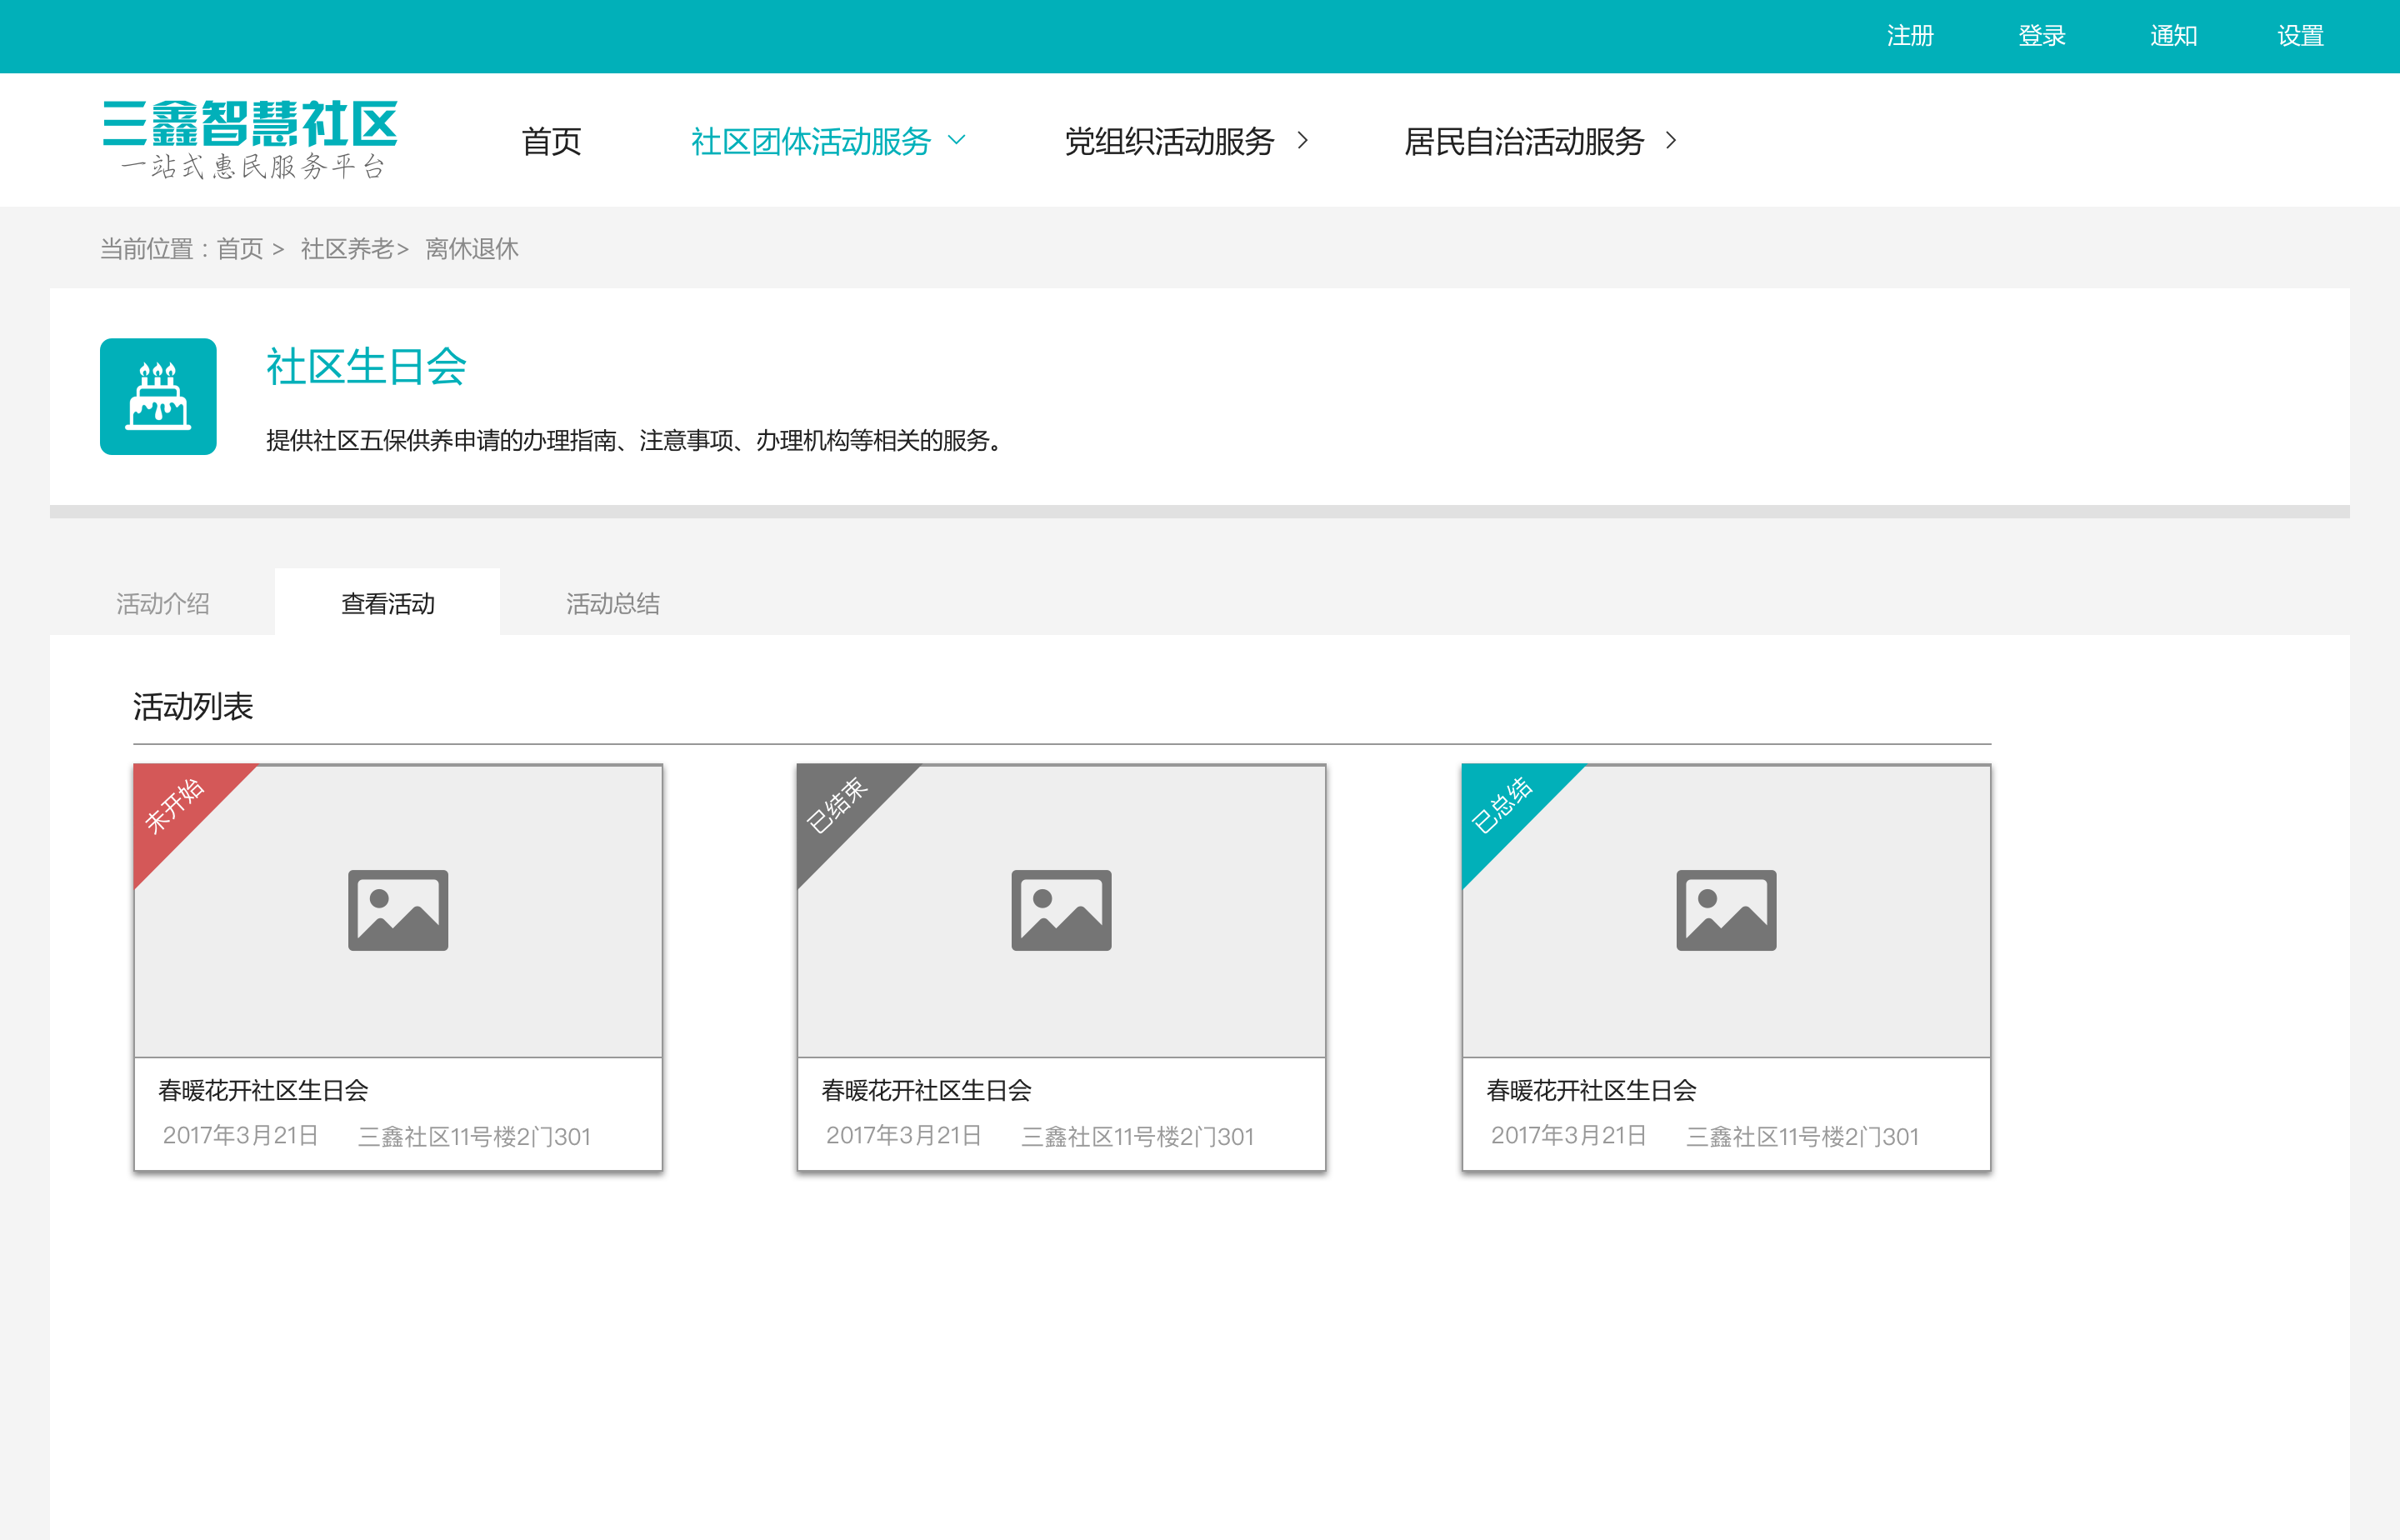 注册 登录 通知 设置
三鑫智慧社区
一站式惠民服务平台
首页 社区团体活动服务 党组织活动服务 居民自治活动服务
当前位置：首页 > 社区养老> 离休退休
社区生日会
提供社区五保供养申请的办理指南、注意事项、办理机构等相关的服务。
活动介绍 查看活动 活动总结
活动列表
未开始
已结束
已总结
春暖花开社区生日会
2017年3月21日 三鑫社区11号楼2门301
春暖花开社区生日会
2017年3月21日 三鑫社区11号楼2门301
春暖花开社区生日会
2017年3月21日 三鑫社区11号楼2门301